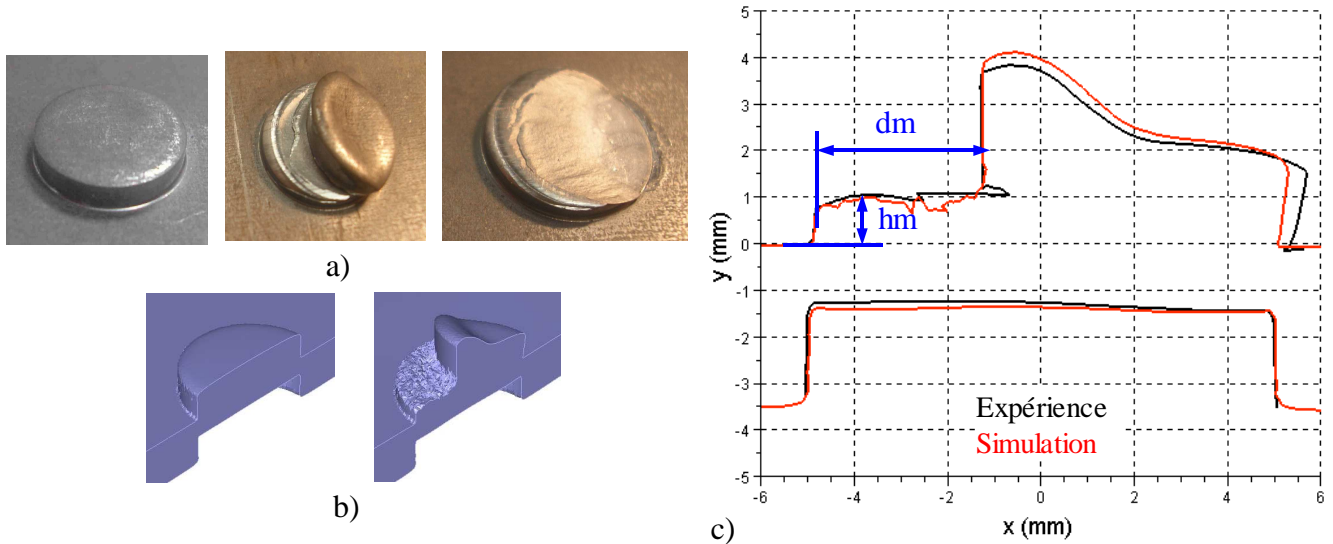 a)
b)
c)
5
4
3
2
1
0
-1
-2
-3
-4
-5
y (mm)
dm
hm
Expérience
Simulation
-6 -4 -2 0 2 4 6
x (mm)